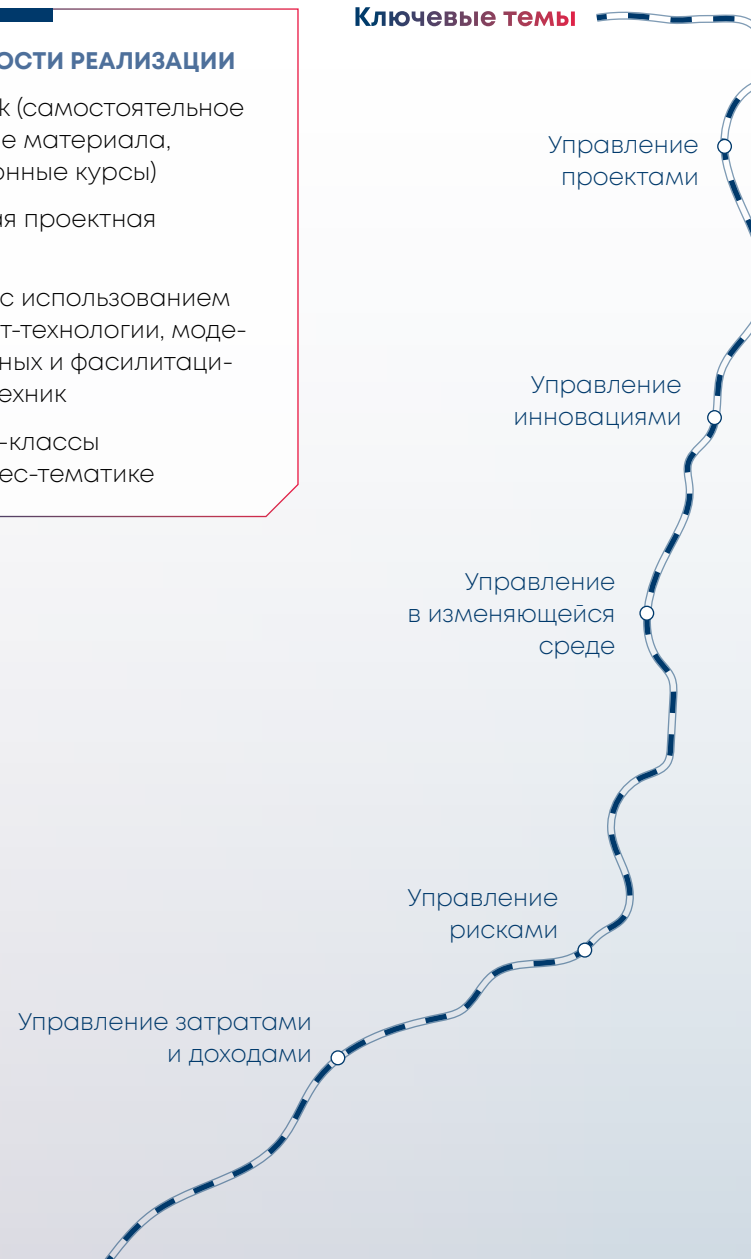 Ключевые темы
ОСТИ РЕАЛИЗАЦИИ
k (самостоятельное
е материала,
онные курсы)
ая проектная
с использованием
т-технологии, моде-
ных и фасилитаци-
ехник
-классы
ес-тематике
Управление
проектами
Управление
инновациями
Управление
в изменяющейся
среде
Управление
рисками
Управление затратами
и доходами